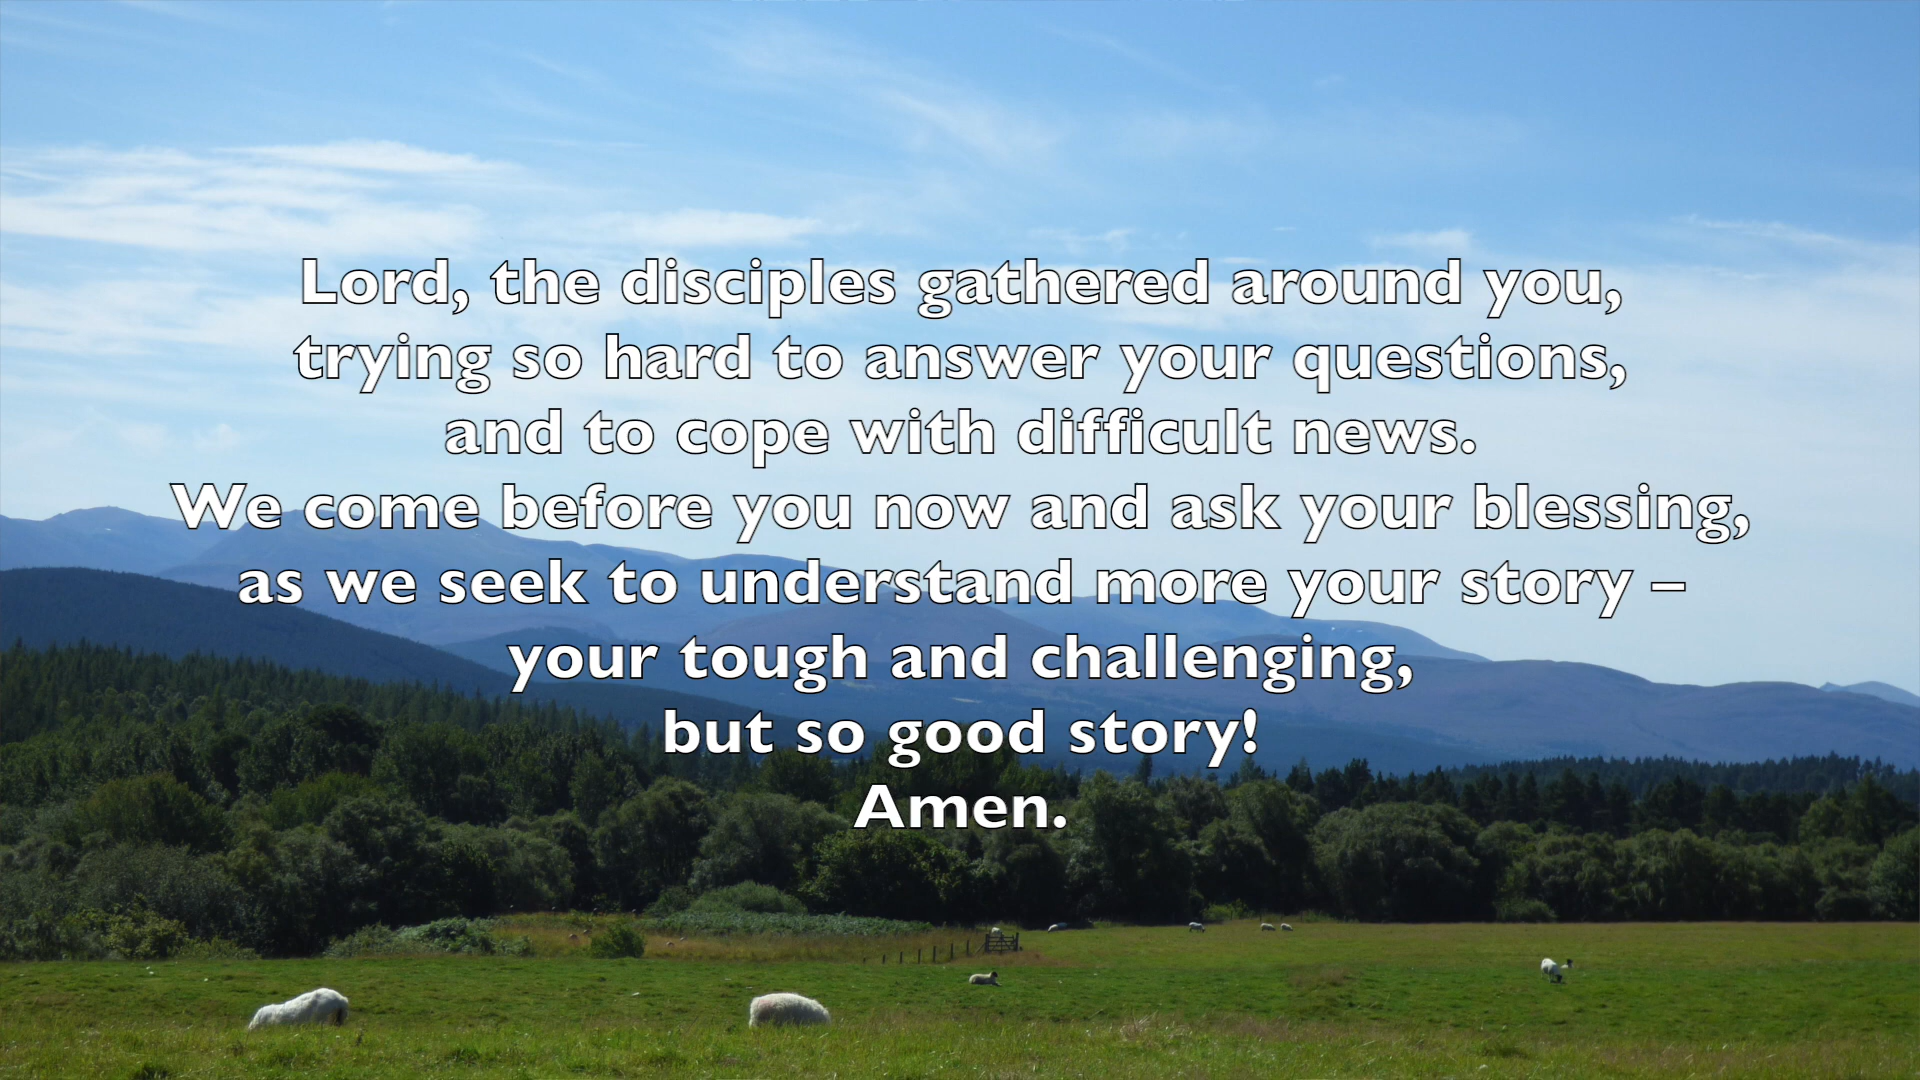 Lord, the disciples gathered around you,
trying so hard to answer your questions,
and to cope with difficult news.
We come before you now and ask your blessing,
as we seek to understand more your story –
your tough and challenging,
but so good story!
Amen.